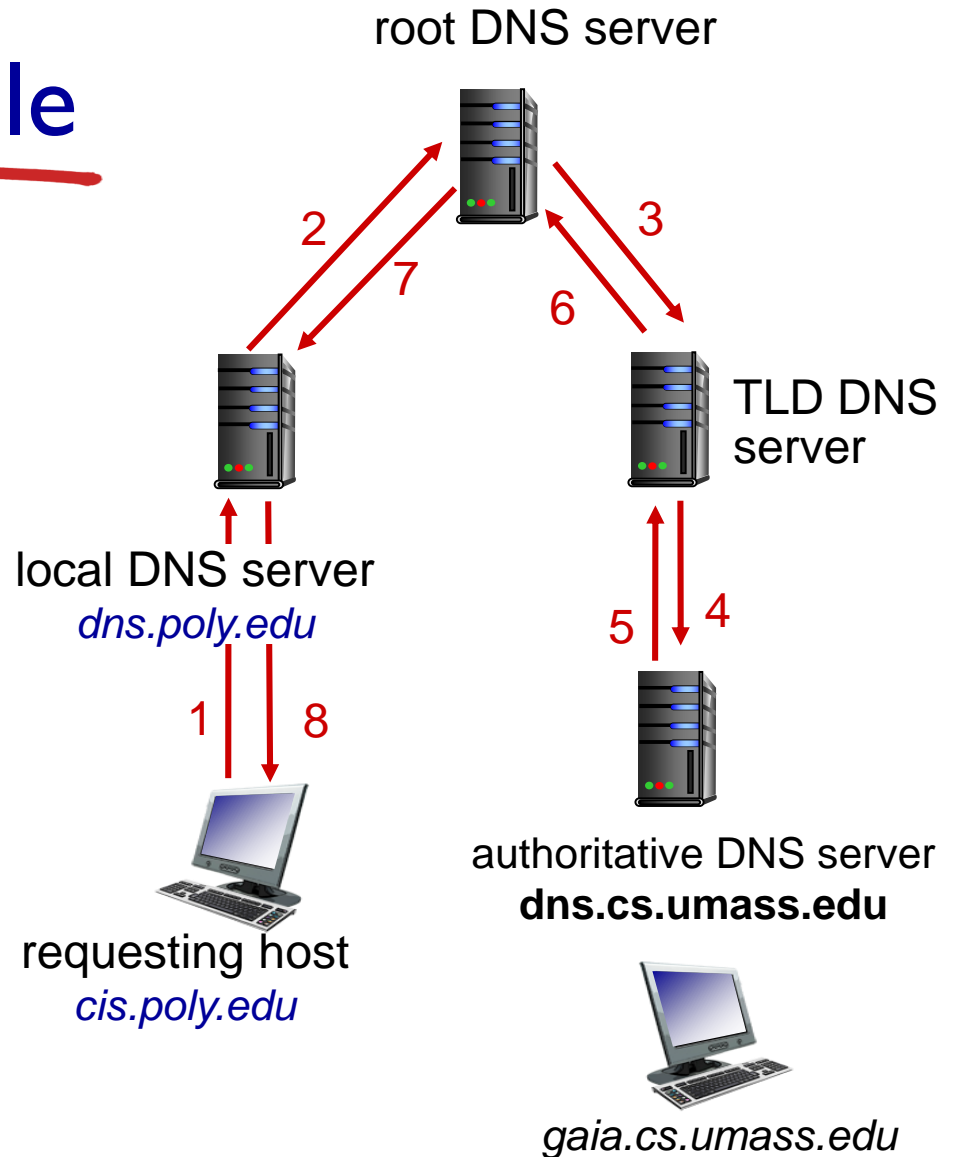 root DNS server
le
2
3
7
6
TLD DNS
server
local DNS server
dns.poly.edu
5
4
1
8
authoritative DNS server
dns.cs.umass.edu
requesting host
cis.poly.edu
gaia.cs.umass.edu